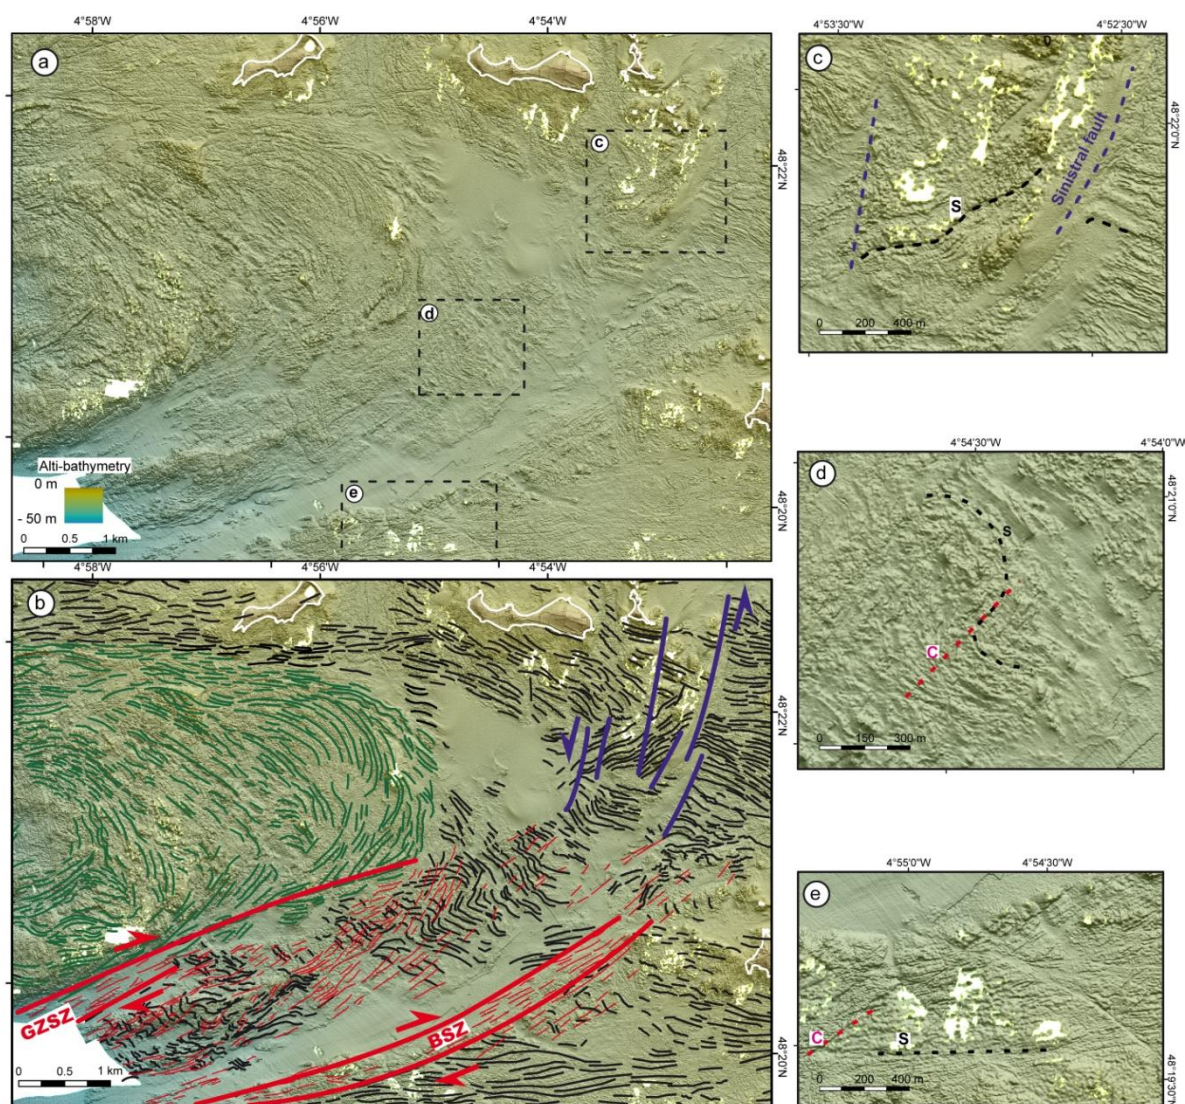 4°58'W
4°56'W
4°54'W
a
c
d
e
48°22'N
48°20'N
Alti-bathymetry
0 m
- 50 m
0 0.5 1 km
4°58'W
4°56'W
4°54'W
b
48°22'N
48°20'N
GZSZ
BSZ
0 0.5 1 km
4°53'30"W
4°52'30"W
c
48°22'0"N
S
Sinistral fault
0 200 400 m
4°54'30"W
4°54'0"W
d
48°21'0"N
S
C
0 150 300 m
4°55'0"W
4°54'30"W
e
C
S
0 200 400 m
48°19'30"N